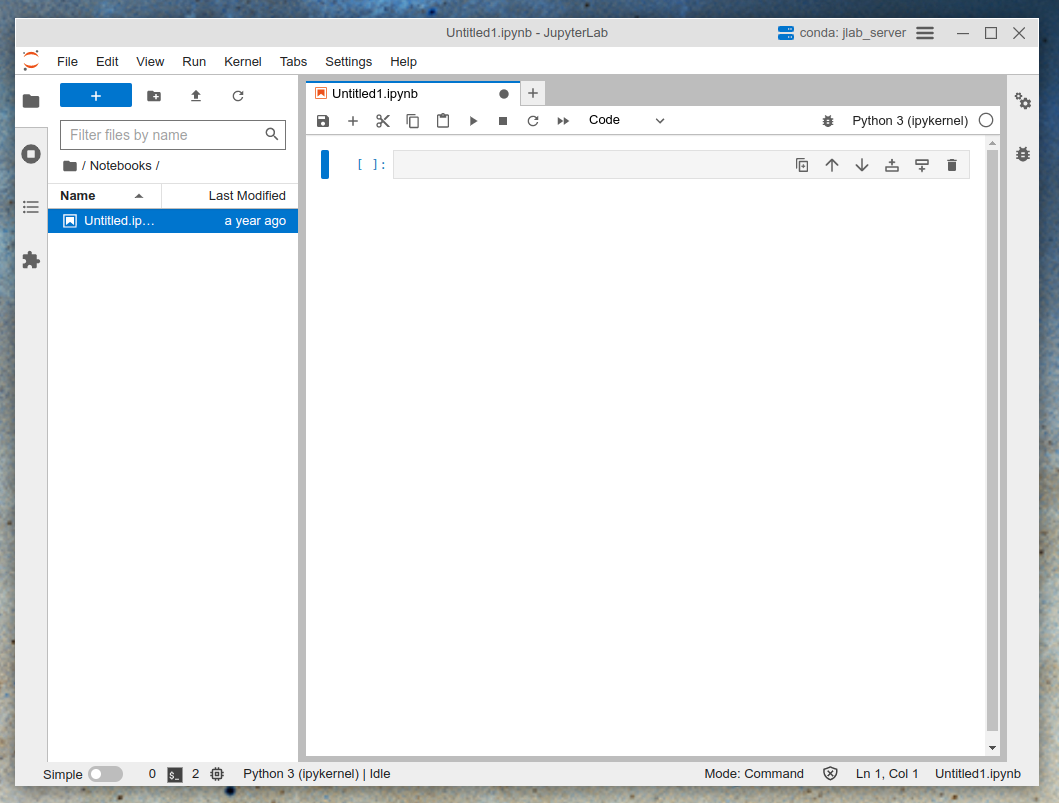 Untitled1.ipynb - JupyterLab
conda: jlab_server
File Edit View Run Kernel Tabs Settings Help
Untitled1.ipynb
Code
Python 3 (ipykernel)
Filter files by name
/ Notebooks /
Name Last Modified
Untitled.ip… a year ago
[ ]:
Simple 0 $_ 2 Python 3 (ipykernel) | Idle Mode: Command Ln 1, Col 1 Untitled1.ipynb